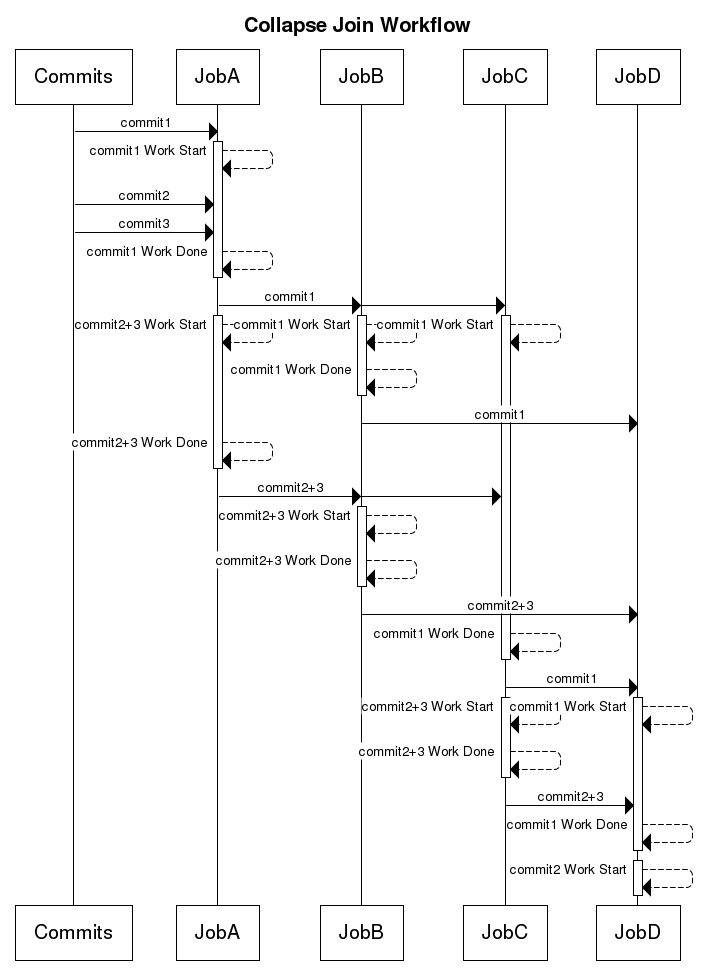 Collapse Join Workflow
Commits JobA JobB JobC JobD
commit1
commit1 Work Start
commit2
commit3
commit1 Work Done
commit1
commit2+3 Work Start commit1 Work Start commit1 Work Start
commit1 Work Done
commit1
commit2+3 Work Done
commit2+3
commit2+3 Work Start
commit2+3 Work Done
commit2+3
commit1 Work Done
commit1
commit2+3 Work Start commit1 Work Start
commit2+3 Work Done
commit2+3
commit1 Work Done
commit2 Work Start
Commits JobA JobB JobC JobD